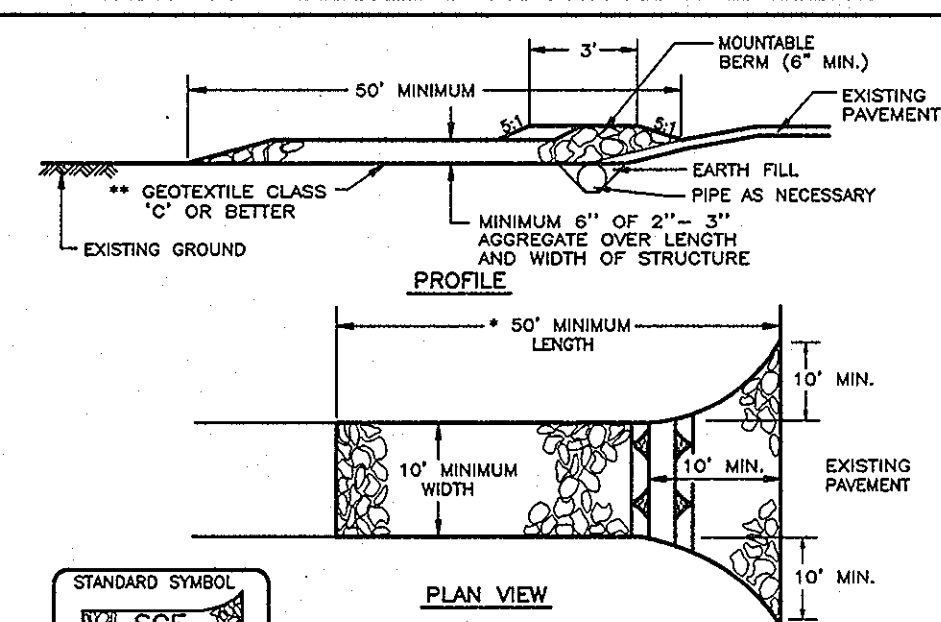 3'
MOUNTABLE
BERM (6" MIN.)
50' MINIMUM
5:1
5:1
EXISTING
PAVEMENT
** GEOTEXTILE CLASS
'C' OR BETTER
EARTH FILL
PIPE AS NECESSARY
EXISTING GROUND
MINIMUM 6" OF 2"- 3"
AGGREGATE OVER LENGTH
AND WIDTH OF STRUCTURE
PROFILE
* 50' MINIMUM
LENGTH
10' MIN.
10' MINIMUM
WIDTH
10' MIN.
EXISTING
PAVEMENT
10' MIN.
STANDARD SYMBOL
SCE
PLAN VIEW